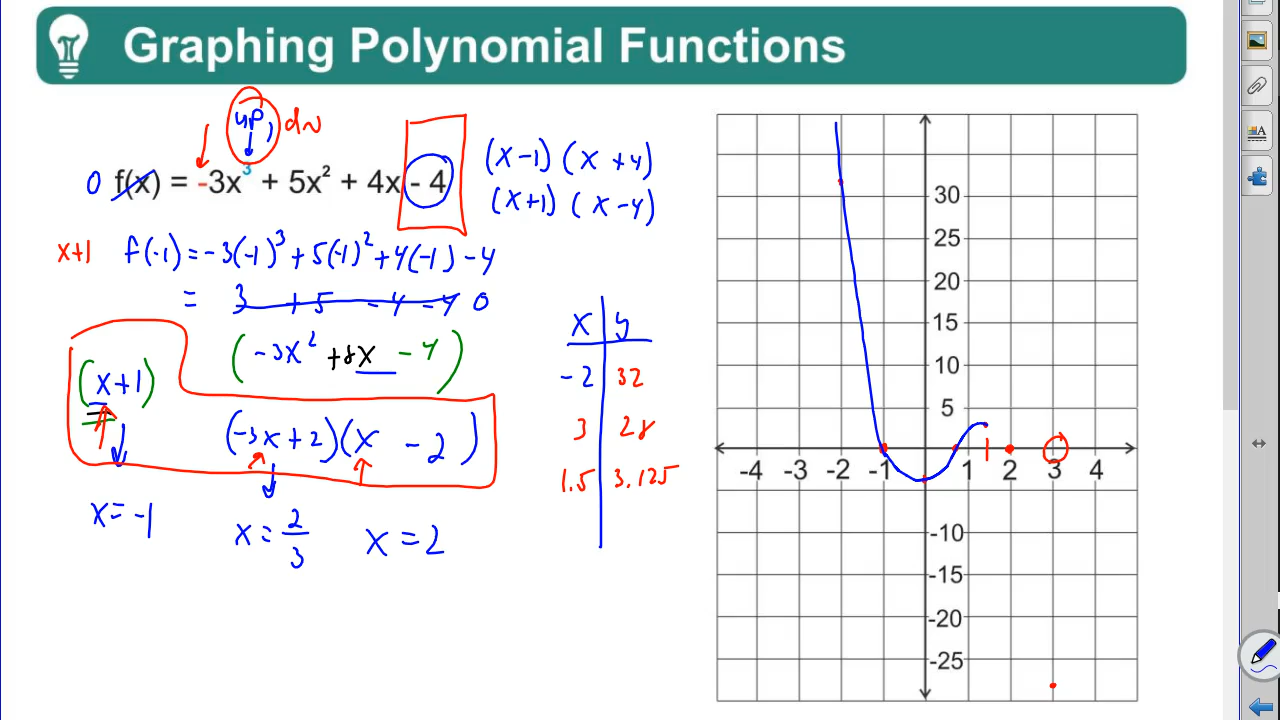 Graphing Polynomial Functions
up, dn
0 f(x) = -3x³ + 5x² + 4x - 4
(x-1) (x +4)
(x+1) (x-4)
x+1 f(-1) = -3(-1)³ + 5(-1)² + 4(-1) - 4
= 3 + 5 - 4 - 4 0
(x+1) (-3x² +8x - 4)
(-3x + 2)(x - 2)
x = -1 x = 2/3 x = 2
x y
-2 32
3 28
1.5 3.125
30
25
20
15
10
5
-4 -3 -2 -1 1 2 3 4
-10
-15
-20
-25